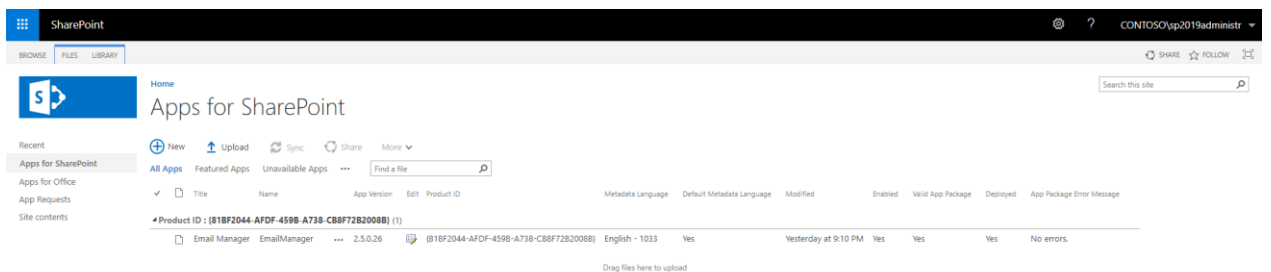 SharePoint ? CONTOSO\sp2019administr
BROWSE FILES LIBRARY SHARE FOLLOW
S
Home
Search this site
Apps for SharePoint
Recent
Apps for SharePoint
Apps for Office
App Requests
Site contents
New Upload Sync Share More
All Apps Featured Apps Unavailable Apps ••• Find a file
Title Name App Version Edit Product ID Metadata Language Default Metadata Language Modified Enabled Valid App Package Deployed App Package Error Message
Product ID : {81BF2044-AFDF-459B-A738-CB8F72B2008B} (1)
Email Manager EmailManager ••• 2.5.0.26 {81BF2044-AFDF-459B-A738-CB8F72B2008B} English - 1033 Yes Yesterday at 9:10 PM Yes Yes Yes No errors.
Drag files here to upload